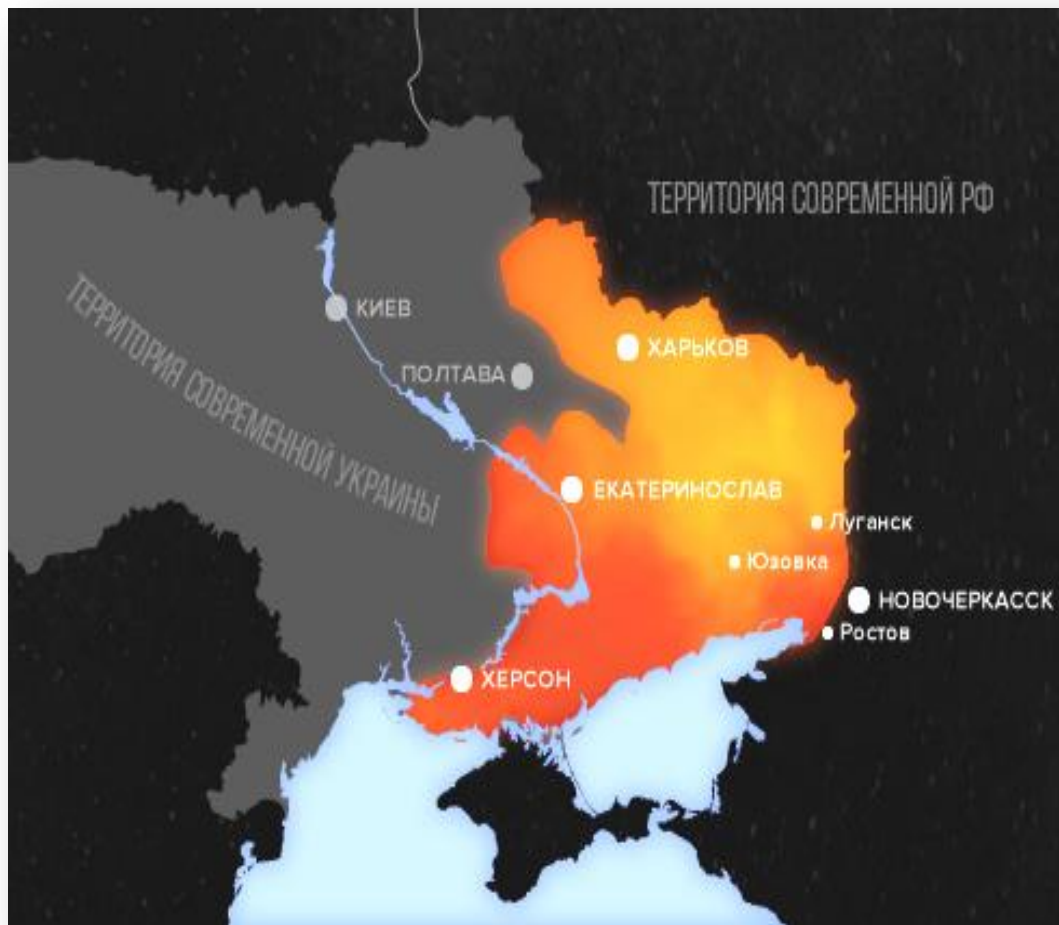 ТЕРРИТОРИЯ СОВРЕМЕННОЙ РФ
КИЕВ
ТЕРРИТОРИЯ СОВРЕМЕННОЙ УКРАИНЫ
ХАРЬКОВ
ПОЛТАВА
ЕКАТЕРИНОСЛАВ
Луганск
Юзовка
НОВОЧЕРКАССК
Ростов
ХЕРСОН